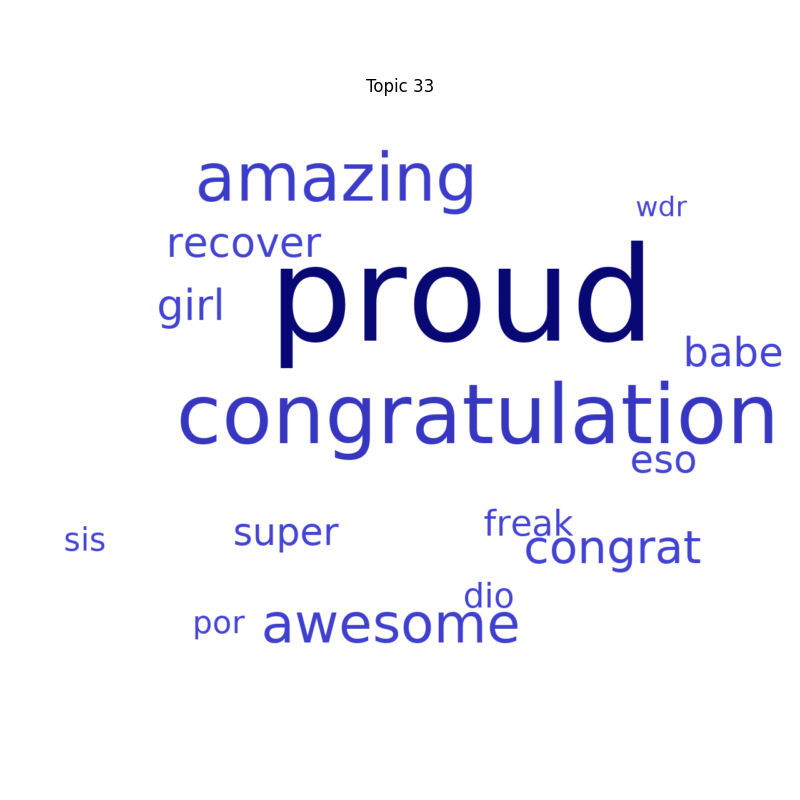 Topic 33
amazing
wdr
recover
proud
girl
babe
congratulation
eso
freak
super
sis
congrat
dio
por
awesome